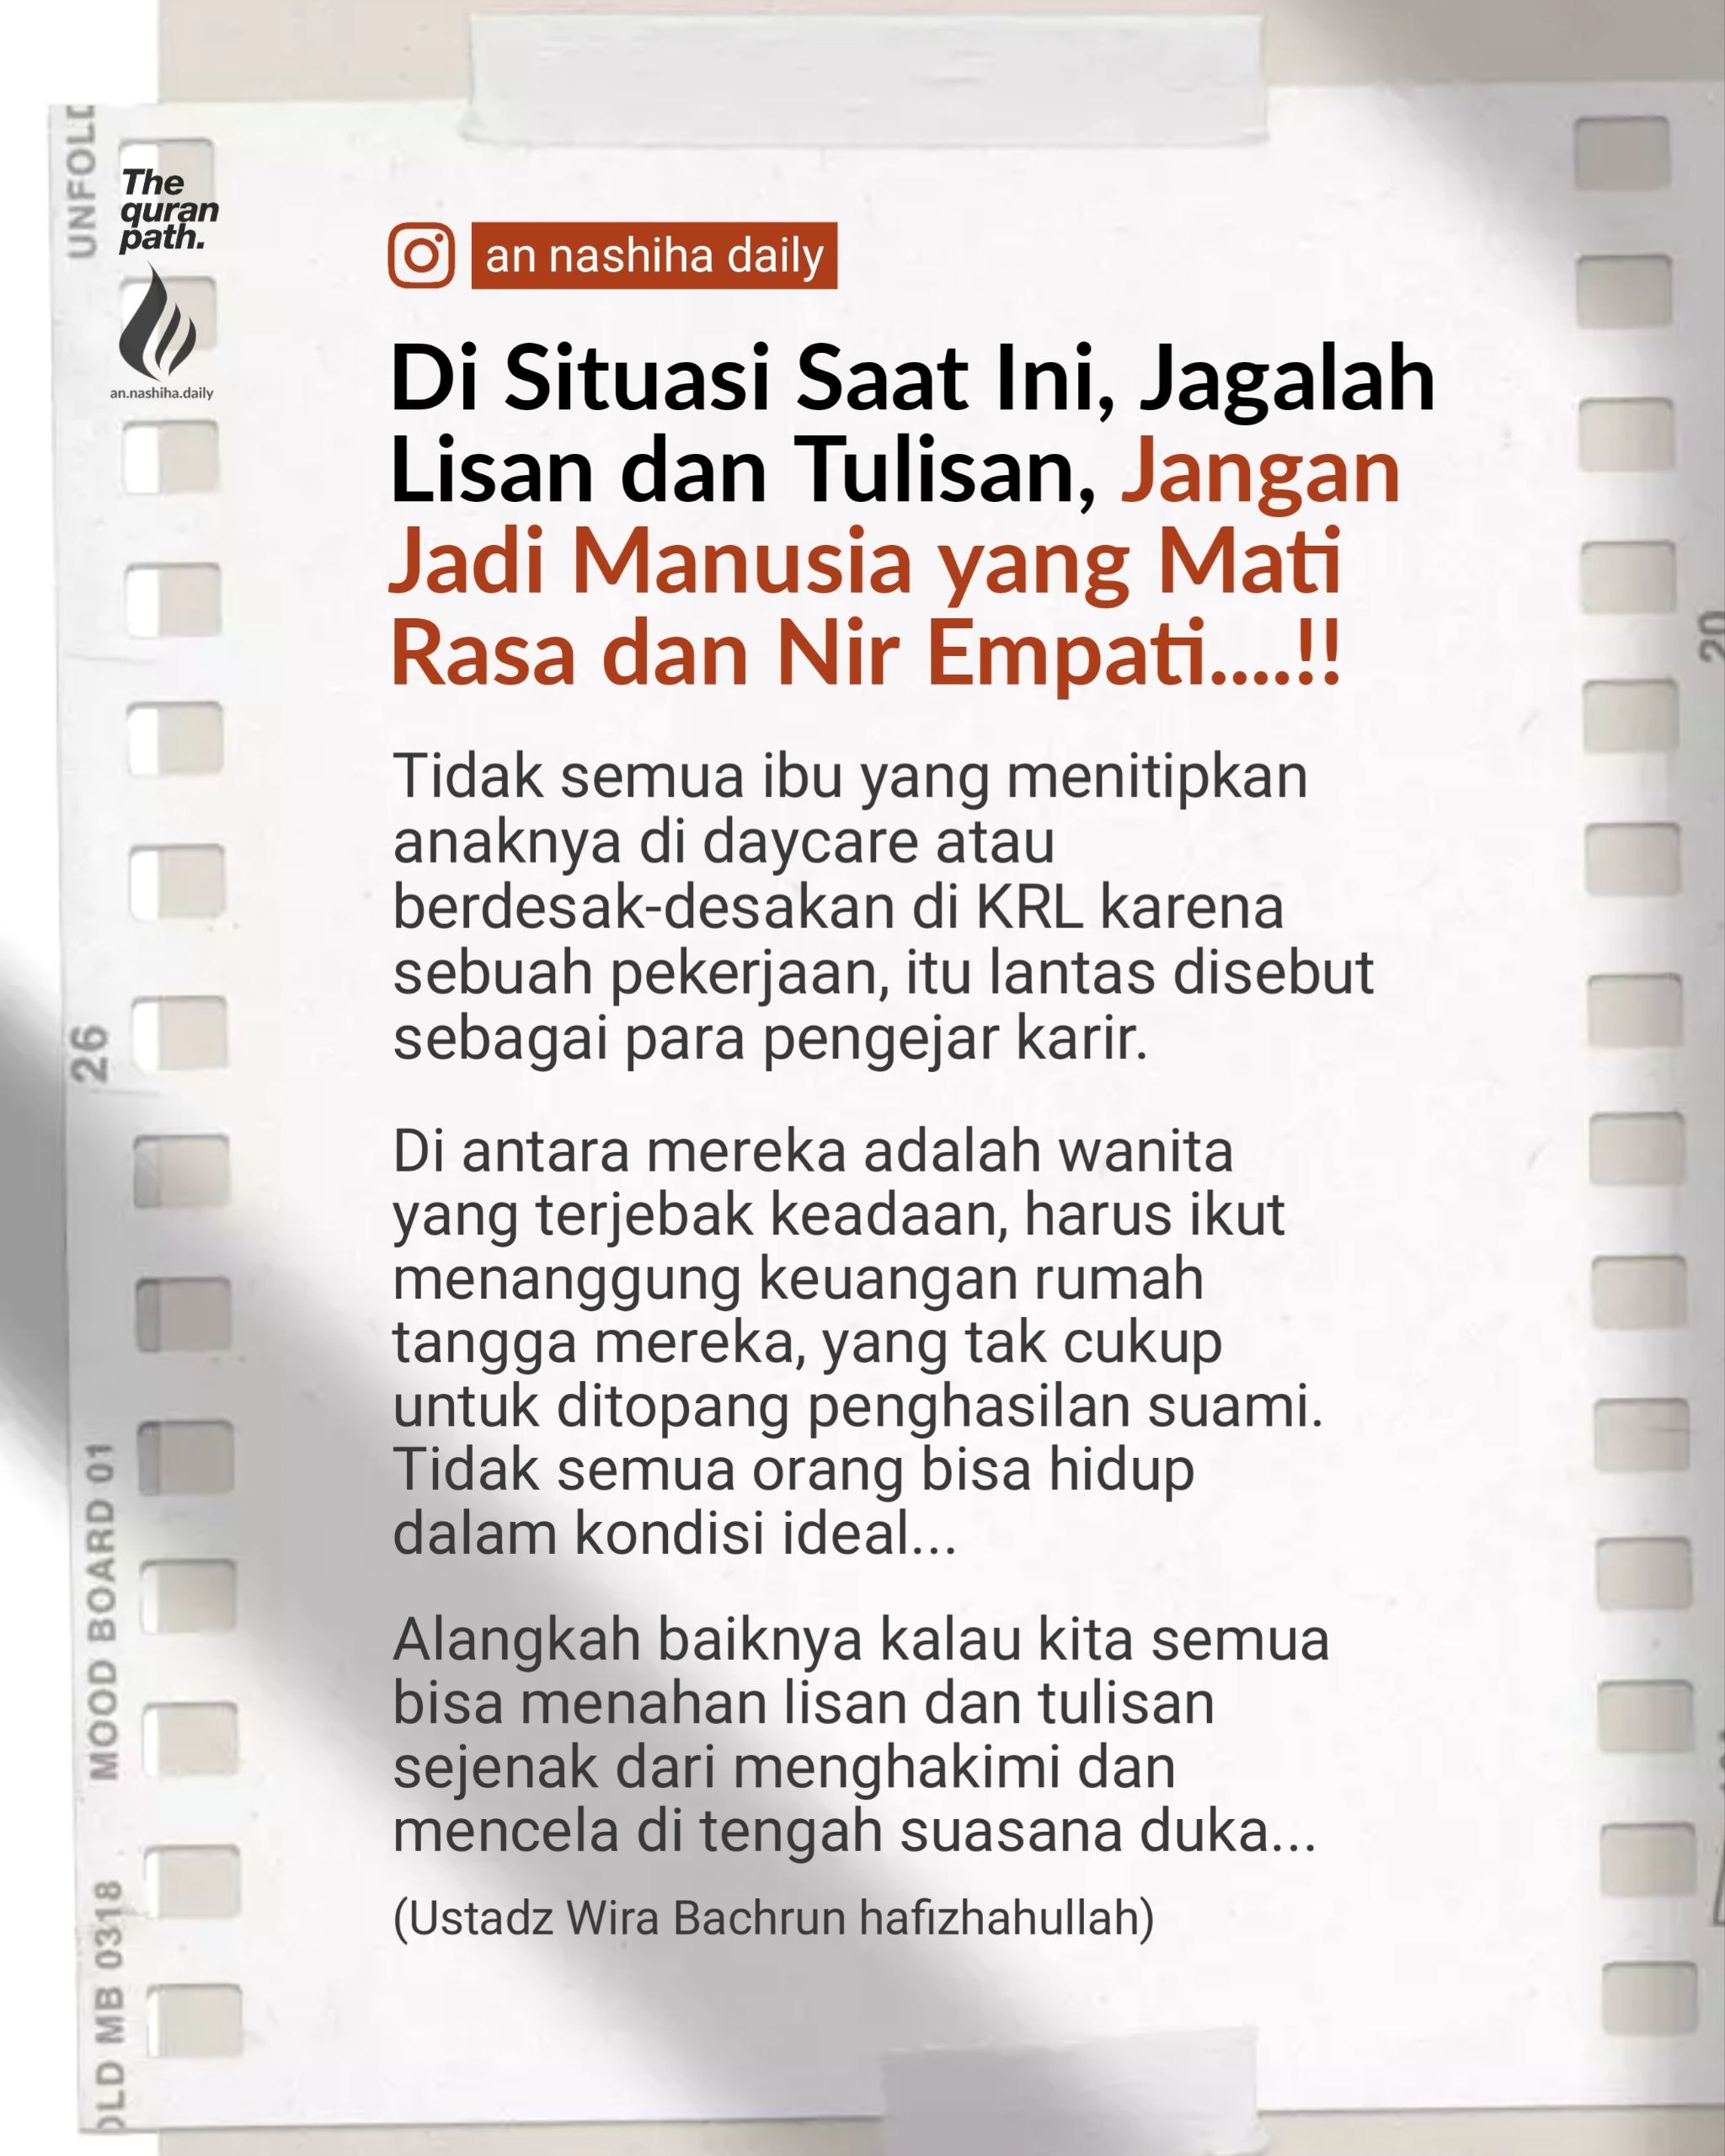 UNFOLD
The
quran
path.
an.nashiha.daily
an nashiha daily
Di Situasi Saat Ini, Jagalah
Lisan dan Tulisan, Jangan
Jadi Manusia yang Mati
Rasa dan Nir Empati....!!
Tidak semua ibu yang menitipkan
anaknya di daycare atau
berdesak-desakan di KRL karena
sebuah pekerjaan, itu lantas disebut
sebagai para pengejar karir.
Di antara mereka adalah wanita
yang terjebak keadaan, harus ikut
menanggung keuangan rumah
tangga mereka, yang tak cukup
untuk ditopang penghasilan suami.
Tidak semua orang bisa hidup
dalam kondisi ideal...
Alangkah baiknya kalau kita semua
bisa menahan lisan dan tulisan
sejenak dari menghakimi dan
mencela di tengah suasana duka...
(Ustadz Wira Bachrun hafizhahullah)
26
MOOD BOARD 01
OLD MB 0318
20